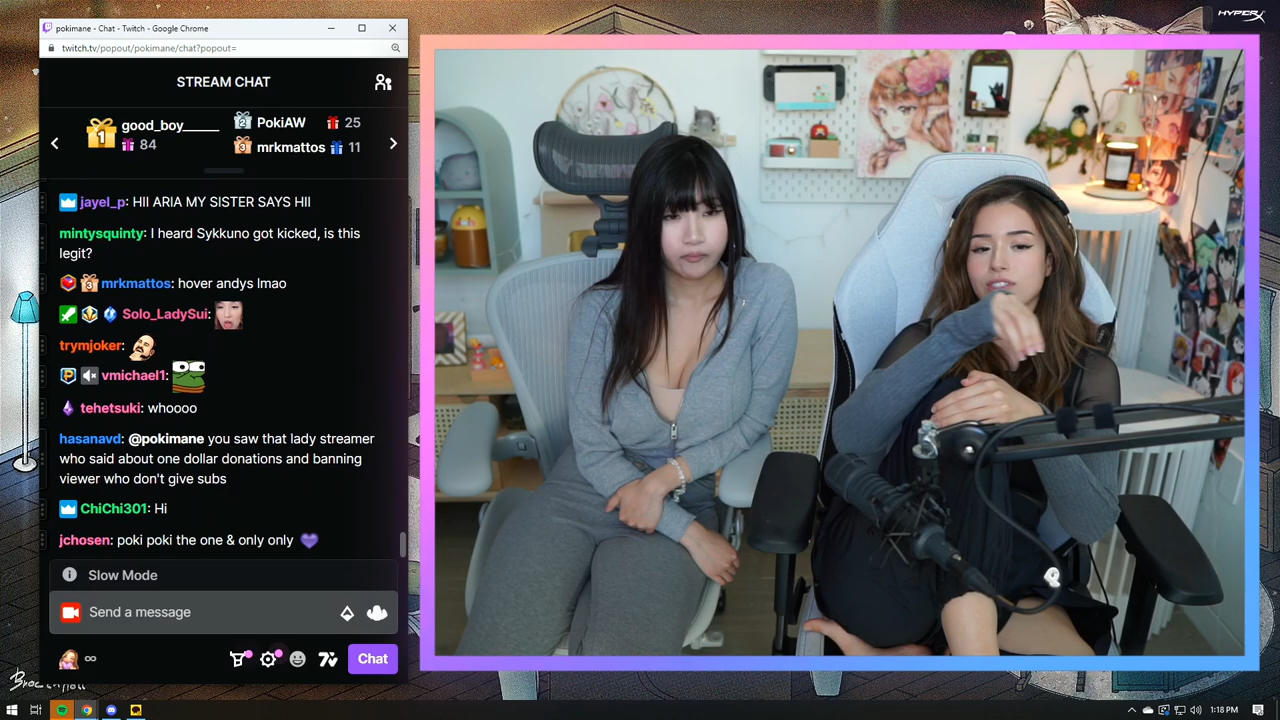 pokimane - Chat - Twitch - Google Chrome
twitch.tv/popout/pokimane/chat?popout=
HYPERX
STREAM CHAT
1 good_boy_____ 84
2 PokiAW 25
3 mrkmattos 11
jayel_p: HII ARIA MY SISTER SAYS HII
mintysquinty: I heard Sykkuno got kicked, is this
legit?
3 mrkmattos: hover andys lmao
Solo_LadySui:
trymjoker:
vmichael1:
tehetsuki: whoooo
hasanavd: @pokimane you saw that lady streamer
who said about one dollar donations and banning
viewer who don't give subs
ChiChi301: Hi
jchosen: poki poki the one & only only
Slow Mode
Send a message
∞
Chat
1:18 PM